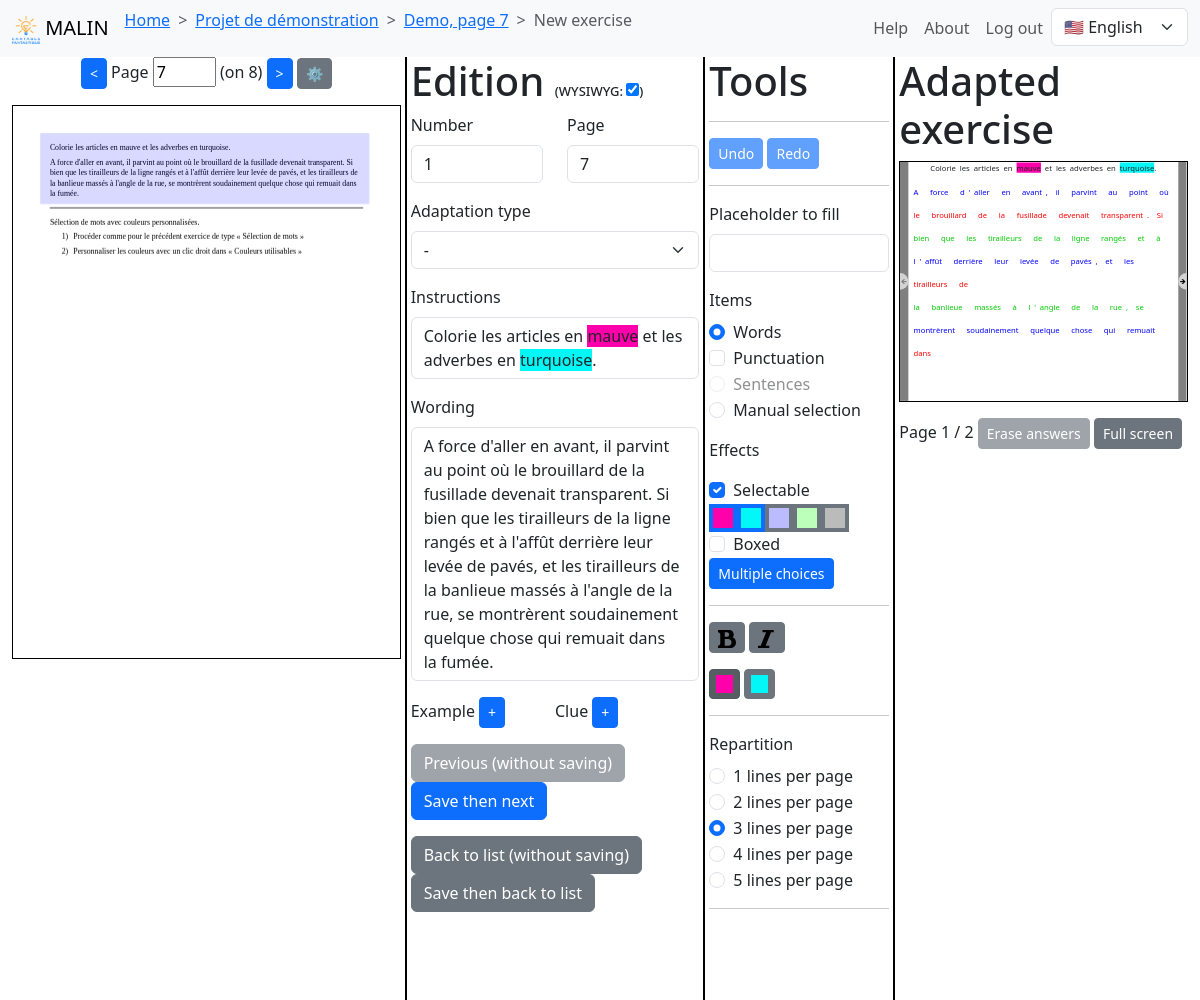 MALIN
Home > Projet de démonstration > Demo, page 7 > New exercise
Help About Log out 🇺🇸 English
< Page 7 (on 8) > ⚙️
Colorie les articles en mauve et les adverbes en turquoise.
A force d'aller en avant, il parvint au point où le brouillard de la fusillade devenait transparent. Si
bien que les tirailleurs de la ligne rangés et à l'affût derrière leur levée de pavés, et les tirailleurs de
la banlieue massés à l'angle de la rue, se montrèrent soudainement quelque chose qui remuait dans
la fumée.
Sélection de mots avec couleurs personnalisées.
1) Procéder comme pour le précédent exercice de type « Sélection de mots »
2) Personnaliser les couleurs avec un clic droit dans « Couleurs utilisables »
Edition (WYSIWYG: )
Number Page
1 7
Adaptation type
-
Instructions
Colorie les articles en mauve et les
adverbes en turquoise.
Wording
A force d'aller en avant, il parvint
au point où le brouillard de la
fusillade devenait transparent. Si
bien que les tirailleurs de la ligne
rangés et à l'affût derrière leur
levée de pavés, et les tirailleurs de
la banlieue massés à l'angle de la
rue, se montrèrent soudainement
quelque chose qui remuait dans
la fumée.
Example + Clue +
Previous (without saving)
Save then next
Back to list (without saving)
Save then back to list
Tools
Undo Redo
Placeholder to fill
Items
Words
Punctuation
Sentences
Manual selection
Effects
Selectable
Boxed
Multiple choices
B I
Repartition
1 lines per page
2 lines per page
3 lines per page
4 lines per page
5 lines per page
Adapted
exercise
Colorie les articles en mauve et les adverbes en turquoise.
A force d'aller en avant, il parvint au point où
le brouillard de la fusillade devenait transparent. Si
bien que les tirailleurs de la ligne rangés et à
l'affût derrière leur levée de pavés, et les
tirailleurs de
la banlieue massés à l'angle de la rue, se
montrèrent soudainement quelque chose qui remuait
dans
Page 1 / 2 Erase answers Full screen